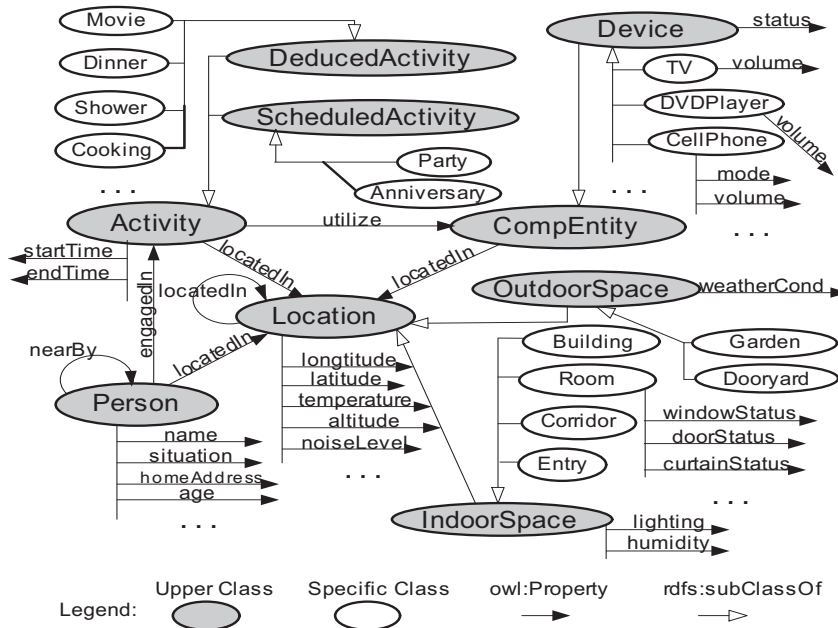 Movie
Dinner
Shower
Cooking
. . .
DeducedActivity
ScheduledActivity
Party
Anniversary
Device
status
TV
volume
DVDPlayer
volume
CellPhone
mode
volume
. . .
. . .
Activity
utilize
CompEntity
startTime
endTime
locatedIn
locatedIn
locatedIn
engagedIn
locatedIn
nearBy
Location
OutdoorSpace
weatherCond
Garden
Dooryard
longtitude
latitude
temperature
altitude
noiseLevel
. . .
Building
Room
Corridor
Entry
windowStatus
doorStatus
curtainStatus
. . .
Person
name
situation
homeAddress
age
. . .
IndoorSpace
lighting
humidity
Legend:
Upper Class
Specific Class
owl:Property
rdfs:subClassOf